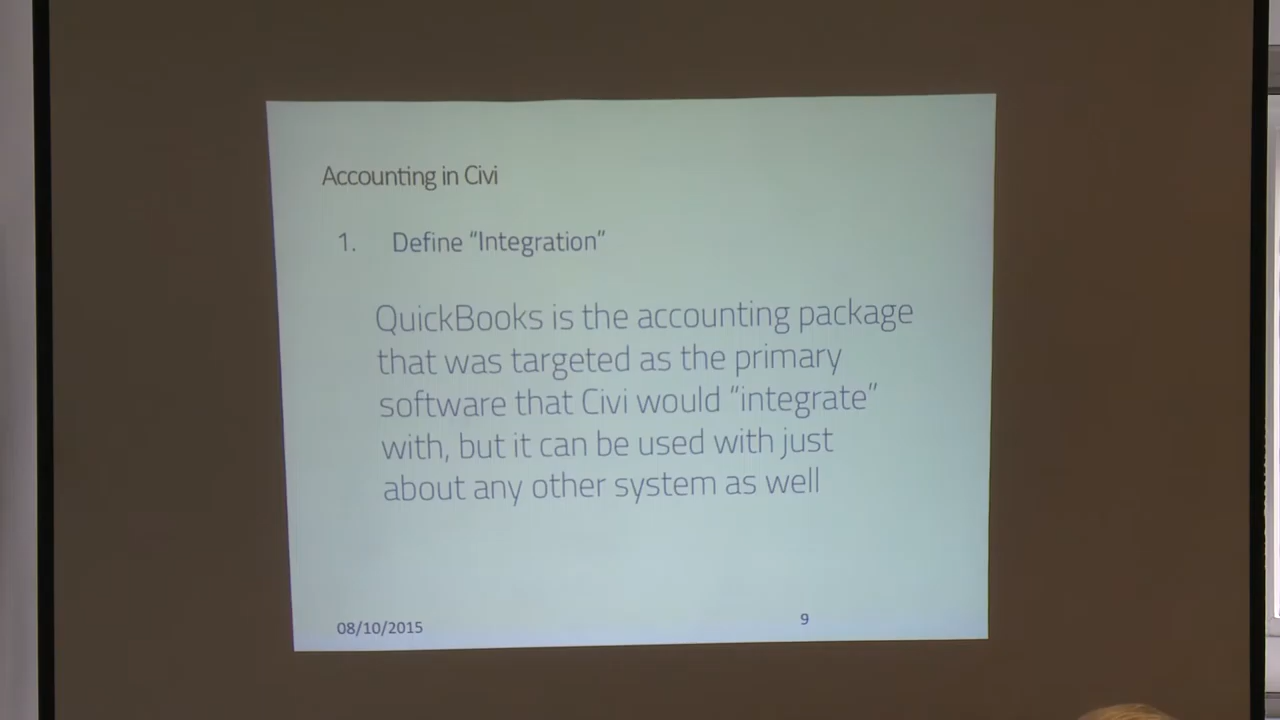 Accounting in Civi
1. Define “Integration”
QuickBooks is the accounting package
that was targeted as the primary
software that Civi would “integrate”
with, but it can be used with just
about any other system as well
08/10/2015
9